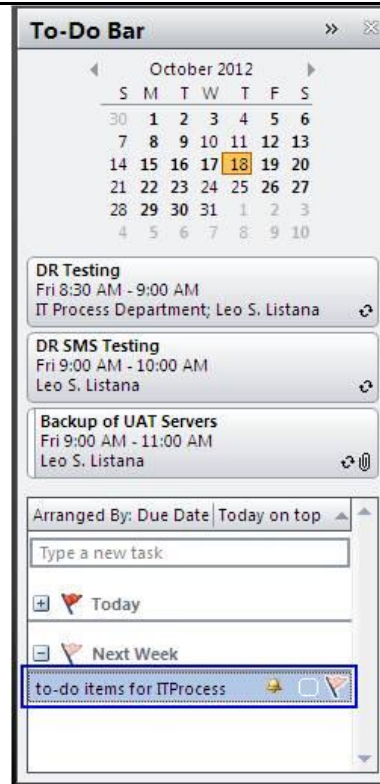 To-Do Bar »
October 2012
S M T W T F S
30 1 2 3 4 5 6
7 8 9 10 11 12 13
14 15 16 17 18 19 20
21 22 23 24 25 26 27
28 29 30 31 1 2 3
4 5 6 7 8 9 10
DR Testing
Fri 8:30 AM - 9:00 AM
IT Process Department; Leo S. Listana
DR SMS Testing
Fri 9:00 AM - 10:00 AM
Leo S. Listana
Backup of UAT Servers
Fri 9:00 AM - 11:00 AM
Leo S. Listana
Arranged By: Due Date Today on top
Type a new task
Today
Next Week
to-do items for ITProcess